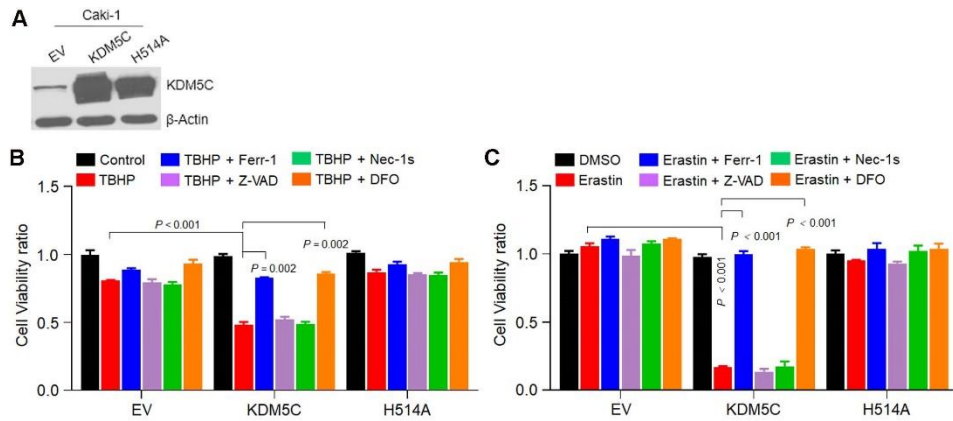 A
Caki-1
EV
KDM5C
H514A
KDM5C
β-Actin
B
Control
TBHP + Ferr-1
TBHP + Nec-1s
TBHP
TBHP + Z-VAD
TBHP + DFO
Cell Viability ratio
1.5
1.0
0.5
0.0
P < 0.001
P = 0.002
P = 0.002
EV
KDM5C
H514A
C
DMSO
Erastin + Ferr-1
Erastin + Nec-1s
Erastin
Erastin + Z-VAD
Erastin + DFO
Cell Viability ratio
1.5
1.0
0.5
0.0
P < 0.001
P < 0.001
P < 0.001
EV
KDM5C
H514A